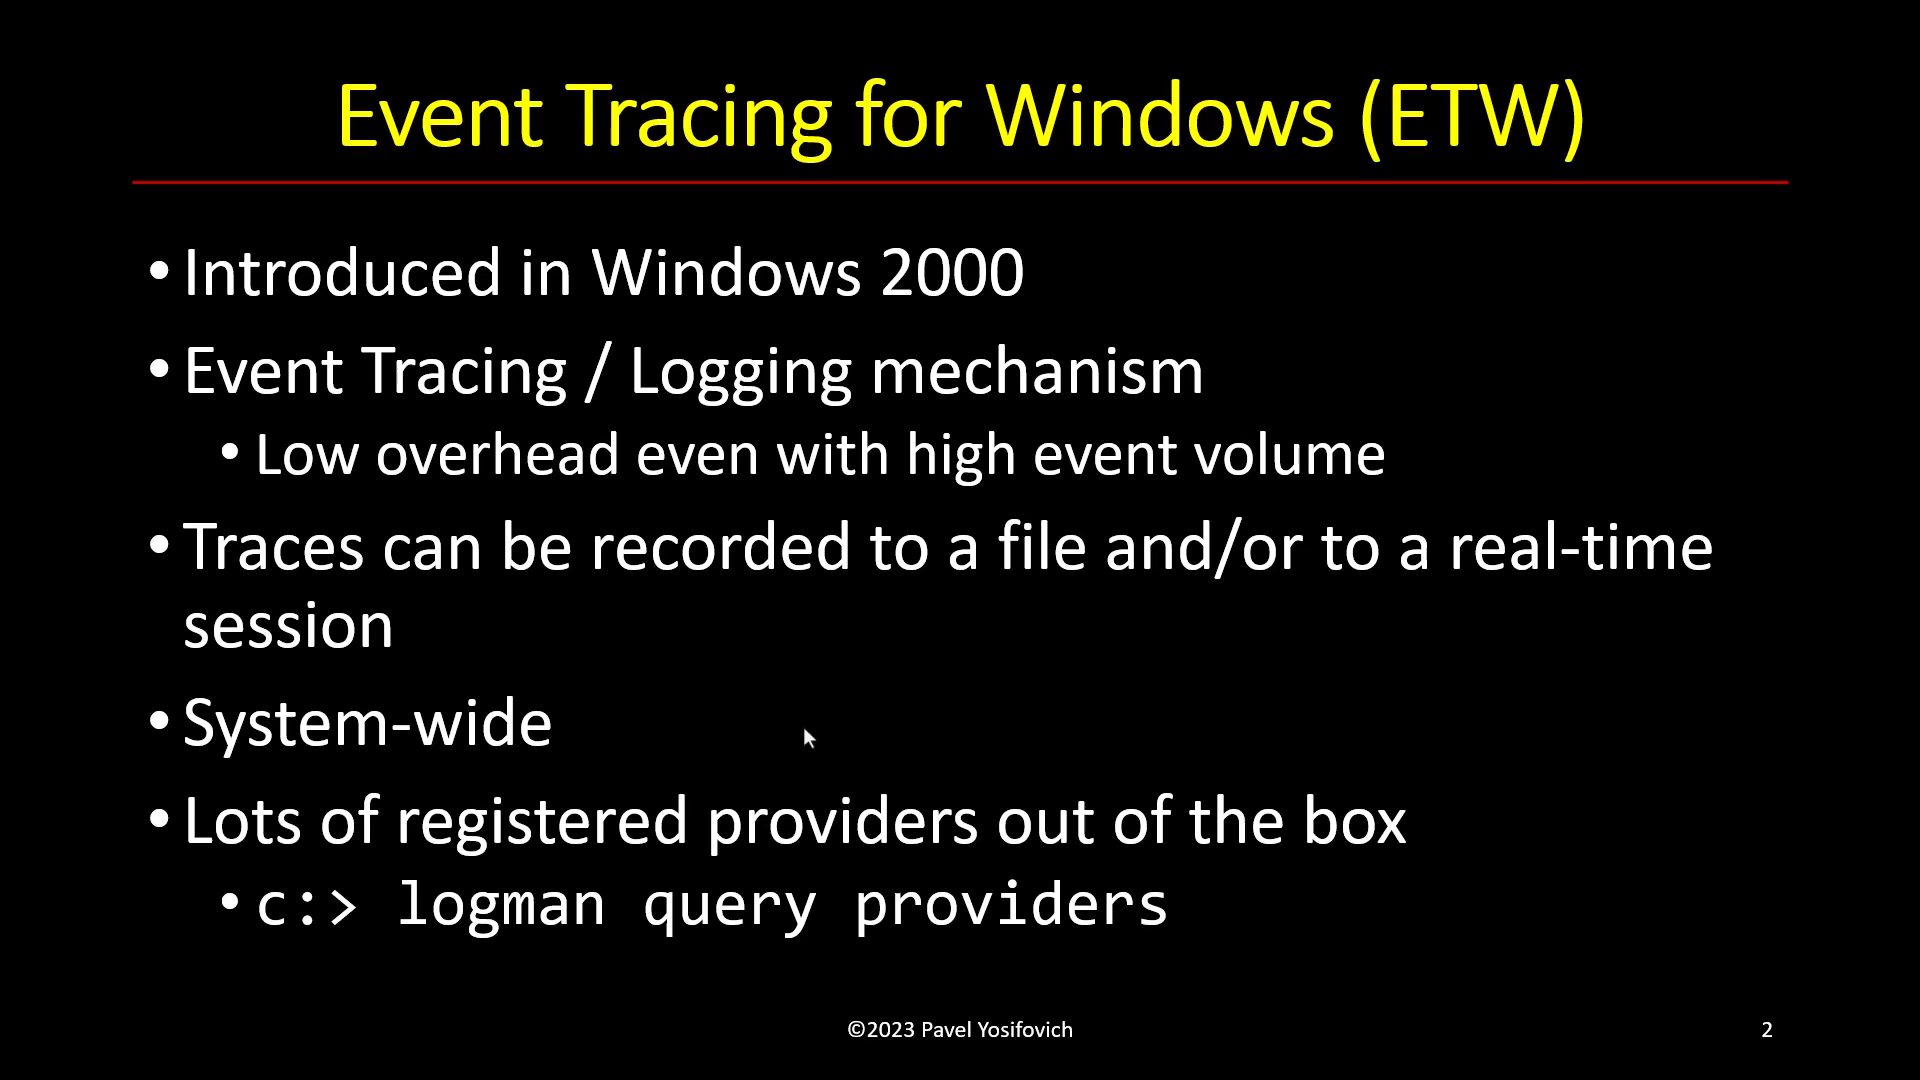 Event Tracing for Windows (ETW)
• Introduced in Windows 2000
• Event Tracing / Logging mechanism
• Low overhead even with high event volume
• Traces can be recorded to a file and/or to a real-time
session
• System-wide
• Lots of registered providers out of the box
• c:> logman query providers
©2023 Pavel Yosifovich
2